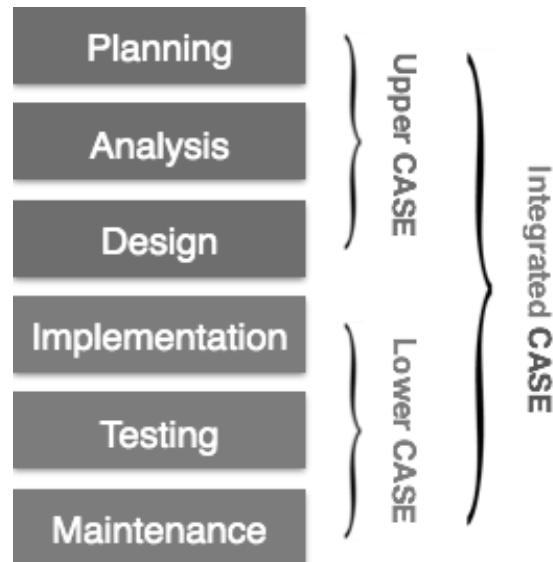 Planning
Analysis
Design
Implementation
Testing
Maintenance
Upper CASE
Lower CASE
Integrated CASE